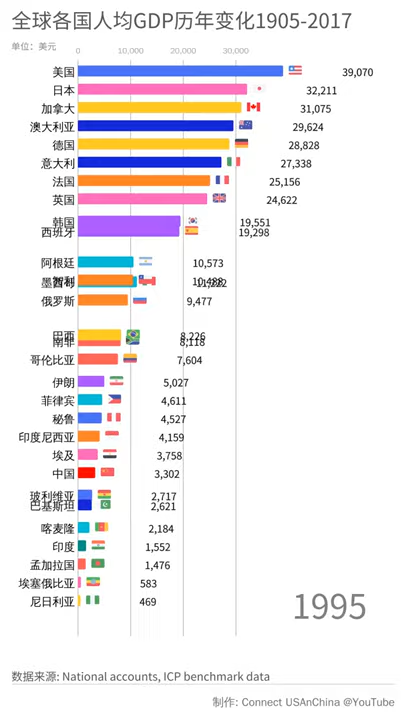 全球各国人均GDP历年变化1905-2017
单位：美元
0 10,000 20,000 30,000
美国 39,070
日本 32,211
加拿大 31,075
澳大利亚 29,624
德国 28,828
意大利 27,338
法国 25,156
英国 24,622
韩国 19,551
西班牙 19,298
阿根廷 10,573
俄罗斯 9,477
巴西 8,226
南非 8,118
哥伦比亚 7,604
伊朗 5,027
菲律宾 4,611
秘鲁 4,527
印度尼西亚 4,159
埃及 3,758
中国 3,302
玻利维亚 2,717
巴基斯坦 2,621
喀麦隆 2,184
印度 1,552
孟加拉国 1,476
埃塞俄比亚 583
尼日利亚 469
1995
数据来源: National accounts, ICP benchmark data
制作: Connect USAnChina @YouTube